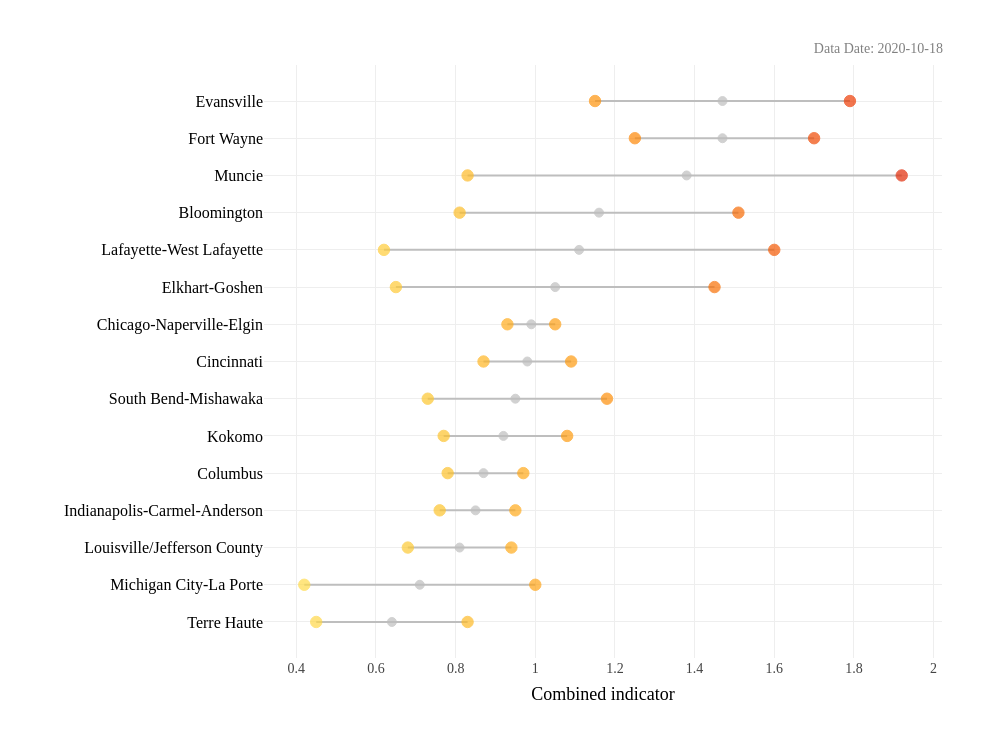 Data Date: 2020-10-18
Evansville
Fort Wayne
Muncie
Bloomington
Lafayette-West Lafayette
Elkhart-Goshen
Chicago-Naperville-Elgin
Cincinnati
South Bend-Mishawaka
Kokomo
Columbus
Indianapolis-Carmel-Anderson
Louisville/Jefferson County
Michigan City-La Porte
Terre Haute
0.4 0.6 0.8 1 1.2 1.4 1.6 1.8 2
Combined indicator